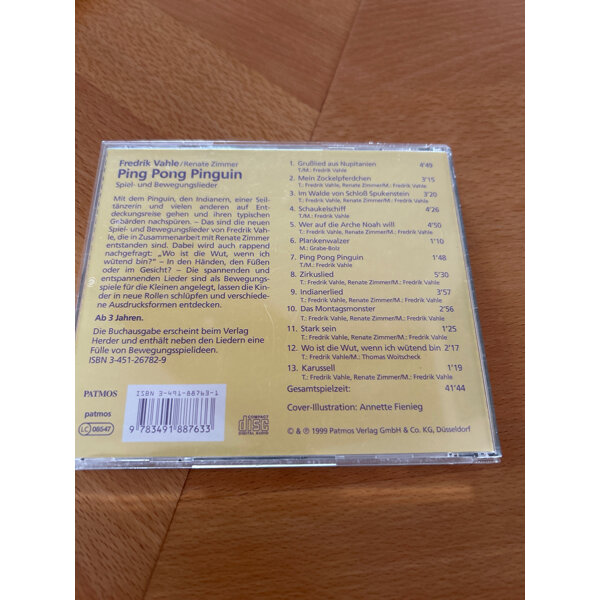 Fredrik Vahle/Renate Zimmer
Ping Pong Pinguin
Spiel- und Bewegungslieder
Mit dem Pinguin, den Indianern, einer Seil-
tänzerin und vielen anderen auf Ent-
deckungsreise gehen und ihren typischen
Gebärden nachspüren. – Das sind die neuen
Spiel- und Bewegungslieder von Fredrik Vah-
le, die in Zusammenarbeit mit Renate Zimmer
entstanden sind. Dabei wird auch rappend
nachgefragt: „Wo ist die Wut, wenn ich
wütend bin?“ – In den Händen, den Füßen
oder im Gesicht? – Die spannenden und
entspannenden Lieder sind als Bewegungs-
spiele für die Kleinen angelegt, lassen die Kin-
der in neue Rollen schlüpfen und verschiede-
ne Ausdrucksformen entdecken.
Ab 3 Jahren.
Die Buchausgabe erscheint beim Verlag
Herder und enthält neben den Liedern eine
Fülle von Bewegungsspielideen.
ISBN 3-451-26782-9
PATMOS
patmos
LC 08547
ISBN 3-491-88763-1
9 783491 887633
COMPACT
disc
DIGITAL AUDIO
1. Grußlied aus Nupitanien 4'49
T./M.: Fredrik Vahle
2. Mein Zockelpferdchen 3'15
T.: Fredrik Vahle, Renate Zimmer/M.: Fredrik Vahle
3. Im Walde von Schloß Spukenstein 3'20
T.: Fredrik Vahle, Renate Zimmer/M.: Fredrik Vahle
4. Schaukelschiff 4'26
T./M.: Fredrik Vahle
5. Wer auf die Arche Noah will 4'50
T.: Fredrik Vahle, Renate Zimmer/M.: Fredrik Vahle
6. Plankenwalzer 1'10
M.: Grabe-Bolz
7. Ping Pong Pinguin 1'48
T./M.: Fredrik Vahle
8. Zirkuslied 5'30
T.: Fredrik Vahle, Renate Zimmer/M.: Fredrik Vahle
9. Indianerlied 3'57
T.: Fredrik Vahle, Renate Zimmer/M.: Fredrik Vahle
10. Das Montagsmonster 2'56
T.: Fredrik Vahle, Renate Zimmer/M.: Fredrik Vahle
11. Stark sein 1'25
T.: Fredrik Vahle, Renate Zimmer/M.: Fredrik Vahle
12. Wo ist die Wut, wenn ich wütend bin 2'17
T.: Fredrik Vahle/M.: Thomas Woitscheck
13. Karussell 1'19
T.: Fredrik Vahle, Renate Zimmer/M.: Fredrik Vahle
Gesamtspielzeit: 41'44
Cover-Illustration: Annette Fienieg
© & ℗ 1999 Patmos Verlag GmbH & Co. KG, Düsseldorf